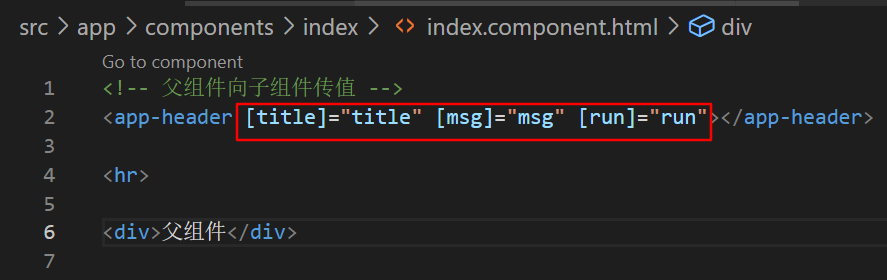 src > app > components > index > <> index.component.html > div
Go to component
1 <!-- 父组件向子组件传值 -->
2 <app-header [title]="title" [msg]="msg" [run]="run"></app-header>
3
4 <hr>
5
6 <div>父组件</div>
7